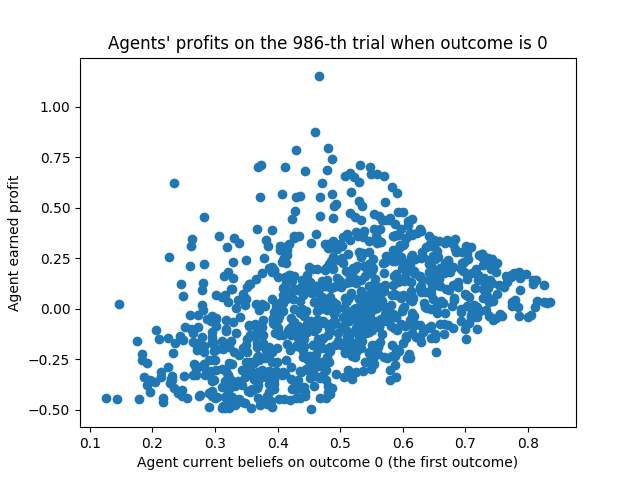 Agents' profits on the 986-th trial when outcome is 0
1.00
0.75
0.50
0.25
0.00
−0.25
−0.50
Agent earned profit
0.1 0.2 0.3 0.4 0.5 0.6 0.7 0.8
Agent current beliefs on outcome 0 (the first outcome)